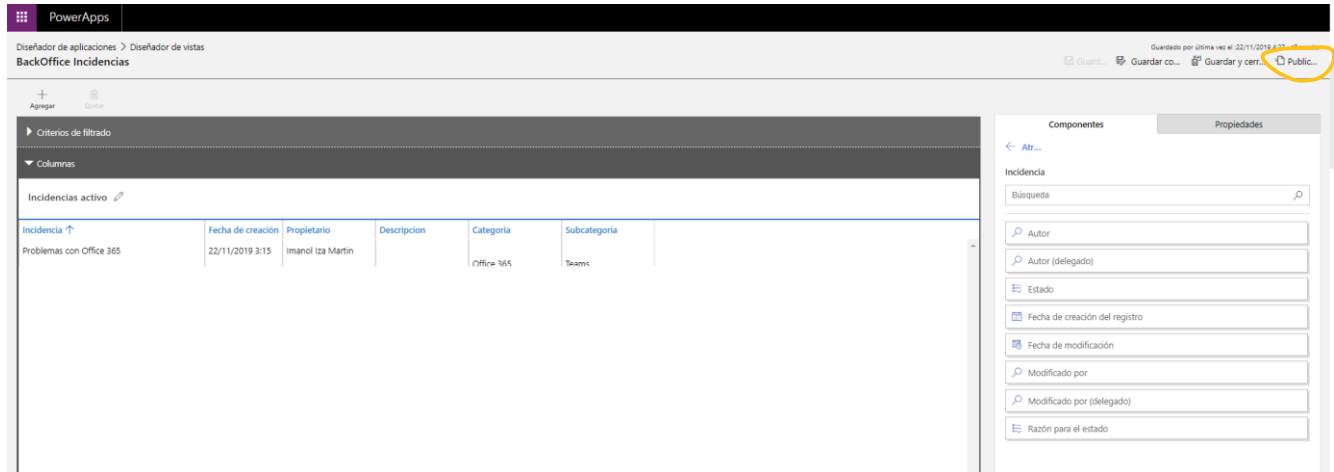 PowerApps
Diseñador de aplicaciones > Diseñador de vistas
BackOffice Incidencias
Guardado por última vez el :22/11/2019
Guard... Guardar co... Guardar y cerr... Public...
Agregar Quitar
Criterios de filtrado
Columnas
Incidencias activo
Incidencia Fecha de creación Propietario Descripcion Categoria Subcategoria
Problemas con Office 365 22/11/2019 3:15 Imanol Iza Martin Office 365 Teams
Componentes Propiedades
Atr...
Incidencia
Búsqueda
Autor
Autor (delegado)
Estado
Fecha de creación del registro
Fecha de modificación
Modificado por
Modificado por (delegado)
Razón para el estado